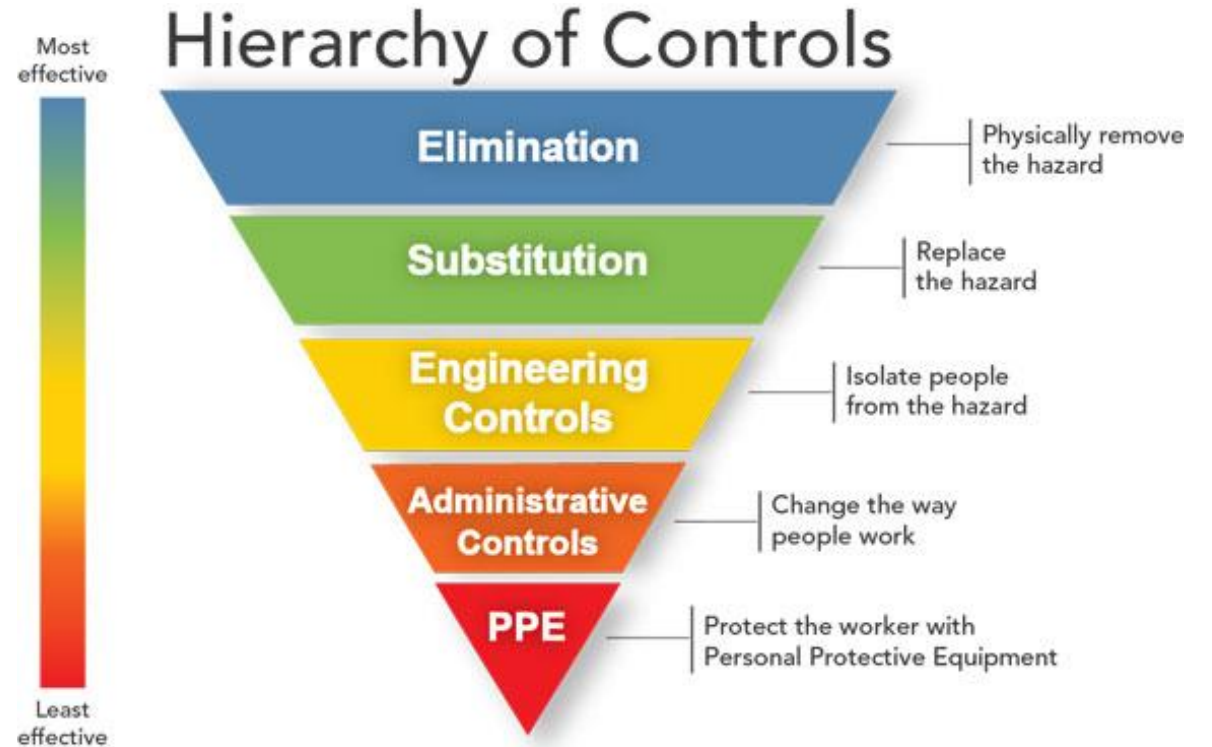 Hierarchy of Controls
Most
effective
Elimination
Physically remove
the hazard
Substitution
Replace
the hazard
Engineering
Controls
Isolate people
from the hazard
Administrative
Controls
Change the way
people work
PPE
Protect the worker with
Personal Protective Equipment
Least
effective